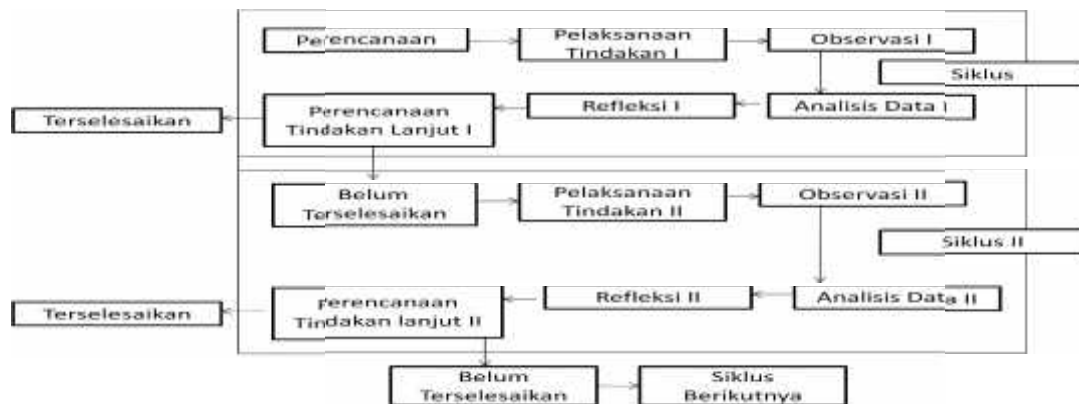 Perencanaan
Pelaksanaan
Tindakan I
Observasi I
Siklus
Terselesaikan
Perencanaan
Tindakan Lanjut I
Refleksi I
Analisis Data I
Belum
Terselesaikan
Pelaksanaan
Tindakan II
Observasi II
Siklus II
Terselesaikan
Perencanaan
Tindakan lanjut II
Refleksi II
Analisis Data II
Belum
Terselesaikan
Siklus
Berikutnya